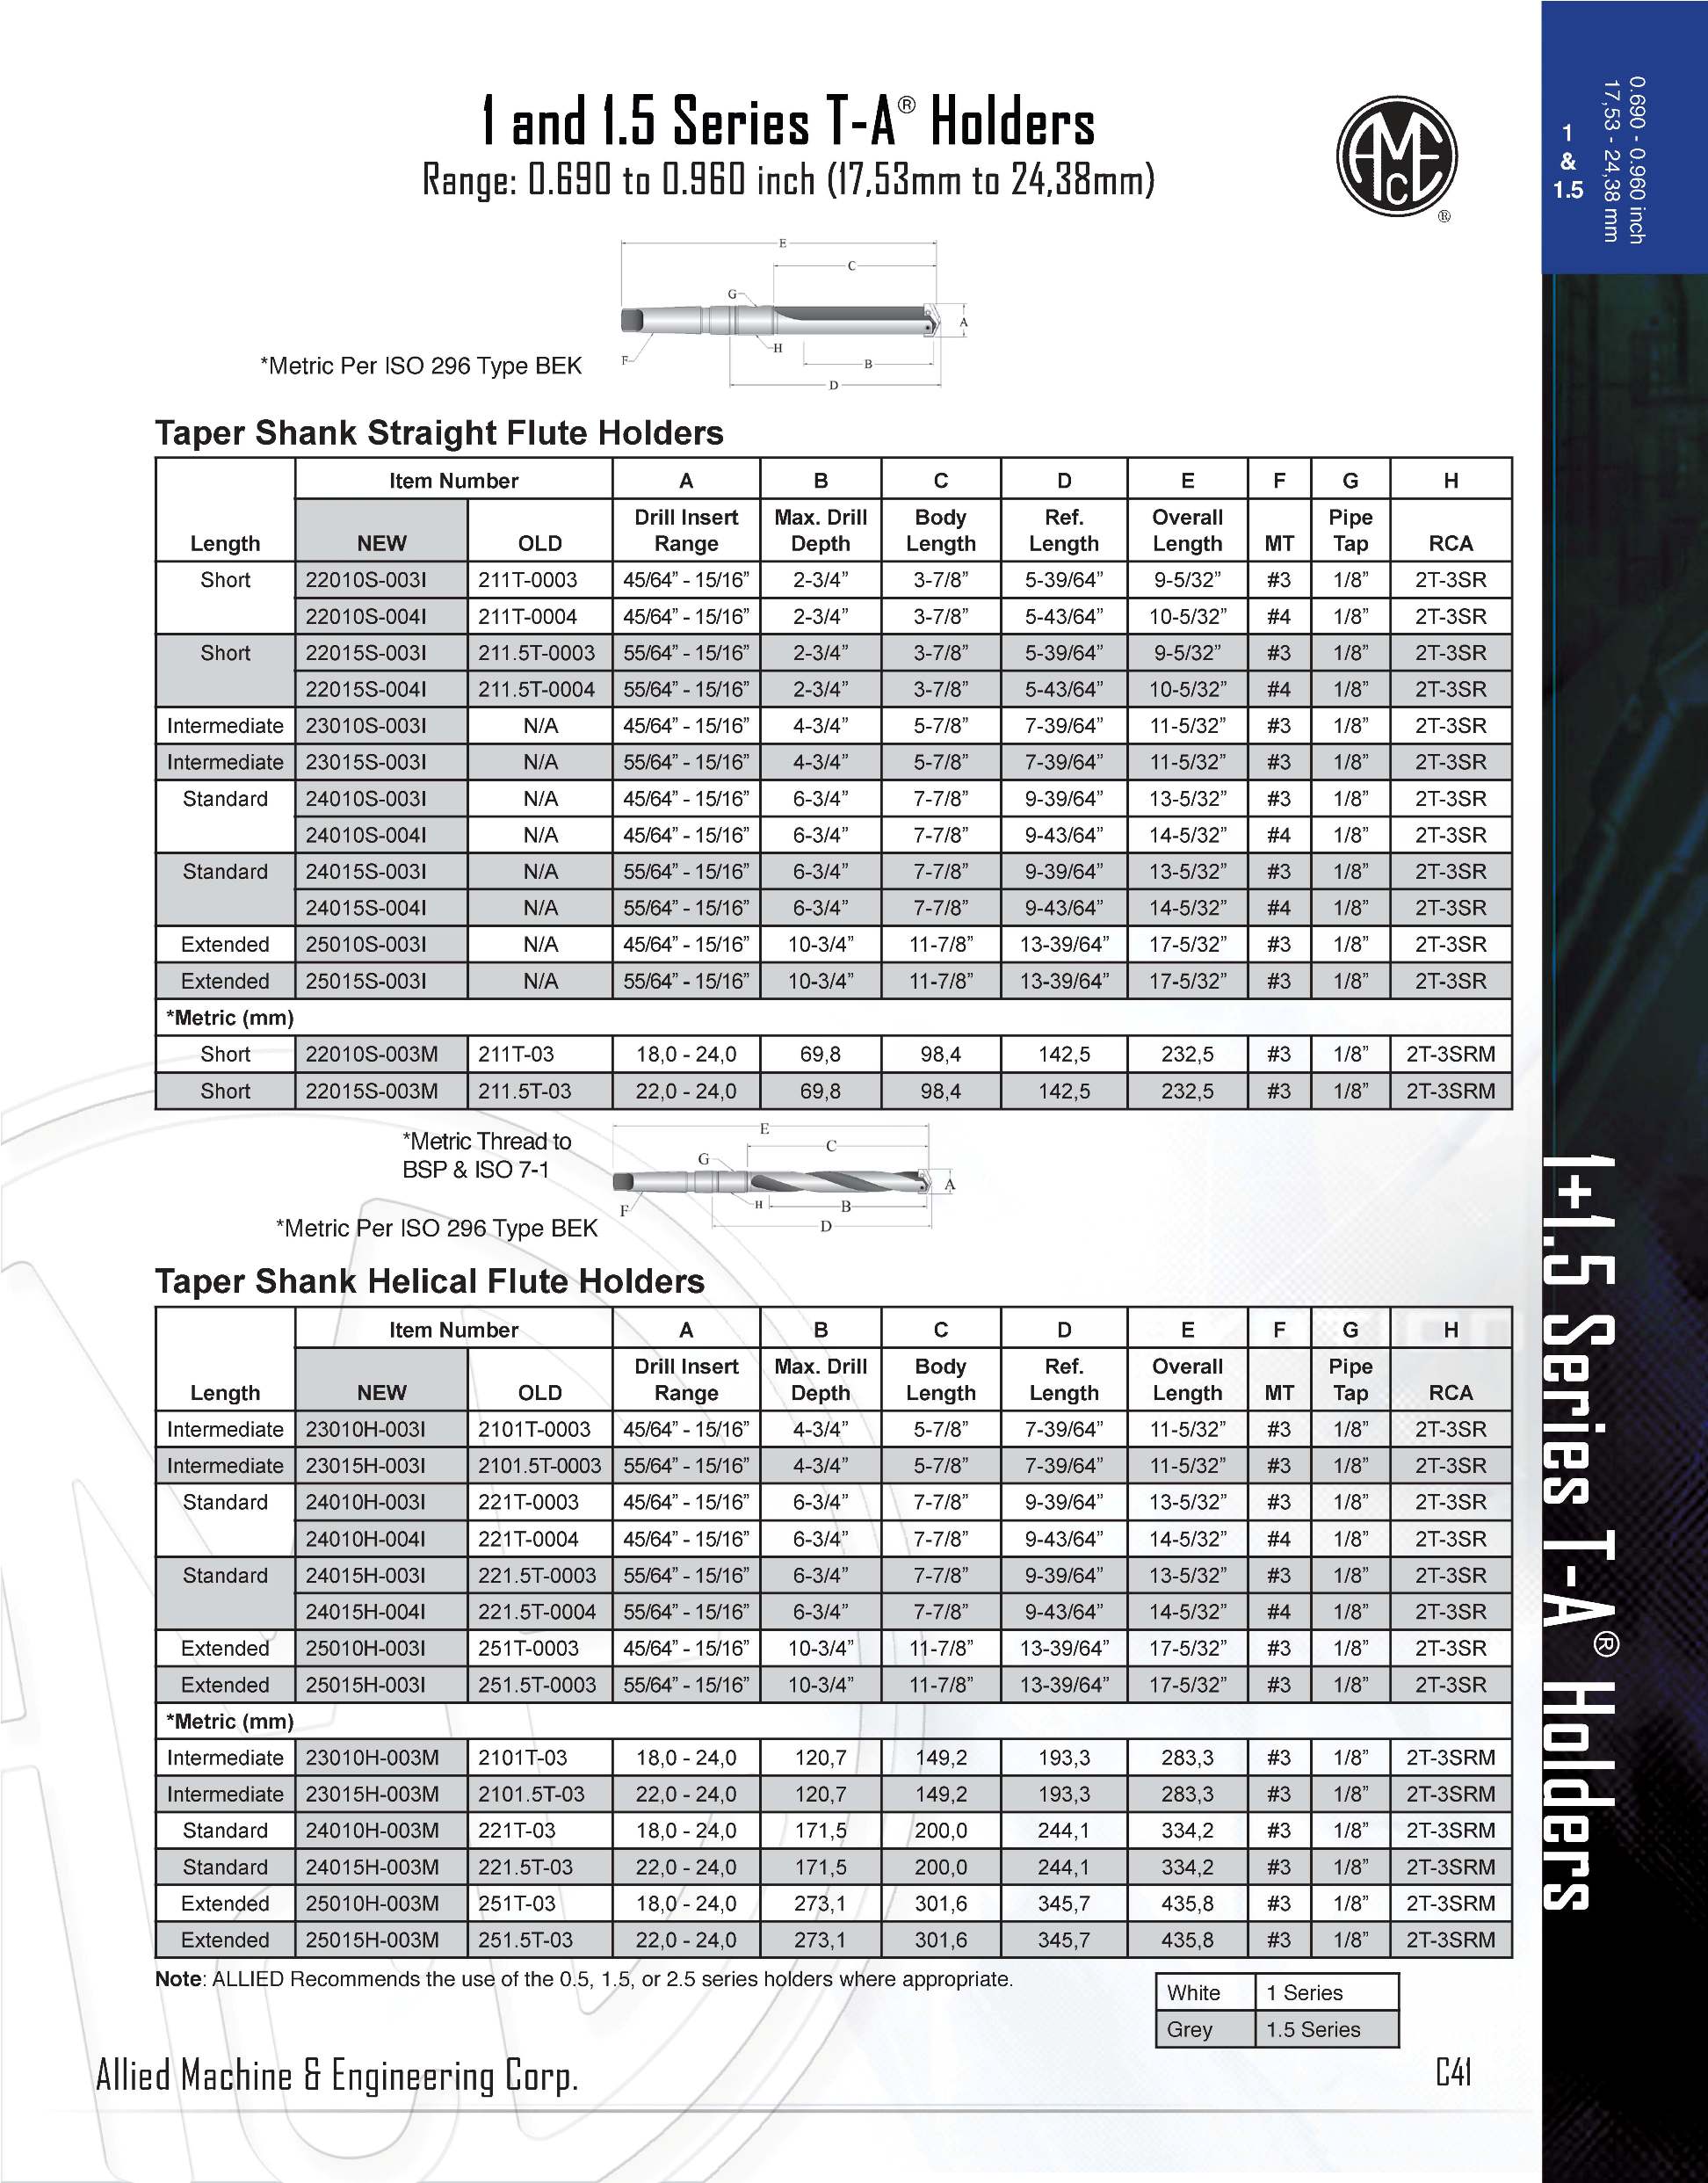 1 and 1.5 Series T-A® Holders
Range: 0.690 to 0.960 inch (17,53mm to 24,38mm)
AMEC ®
1 & 1.5
0.690 - 0.960 inch
17,53 - 24,38 mm
E
C
G
A
H
F
B
D
*Metric Per ISO 296 Type BEK
Taper Shank Straight Flute Holders
Item Number A B C D E F G H
Length NEW OLD Drill Insert Range Max. Drill Depth Body Length Ref. Length Overall Length MT Pipe Tap RCA
Short 22010S-003I 211T-0003 45/64” - 15/16” 2-3/4” 3-7/8” 5-39/64” 9-5/32” #3 1/8” 2T-3SR
22010S-004I 211T-0004 45/64” - 15/16” 2-3/4” 3-7/8” 5-43/64” 10-5/32” #4 1/8” 2T-3SR
Short 22015S-003I 211.5T-0003 55/64” - 15/16” 2-3/4” 3-7/8” 5-39/64” 9-5/32” #3 1/8” 2T-3SR
22015S-004I 211.5T-0004 55/64” - 15/16” 2-3/4” 3-7/8” 5-43/64” 10-5/32” #4 1/8” 2T-3SR
Intermediate 23010S-003I N/A 45/64” - 15/16” 4-3/4” 5-7/8” 7-39/64” 11-5/32” #3 1/8” 2T-3SR
Intermediate 23015S-003I N/A 55/64” - 15/16” 4-3/4” 5-7/8” 7-39/64” 11-5/32” #3 1/8” 2T-3SR
Standard 24010S-003I N/A 45/64” - 15/16” 6-3/4” 7-7/8” 9-39/64” 13-5/32” #3 1/8” 2T-3SR
24010S-004I N/A 45/64” - 15/16” 6-3/4” 7-7/8” 9-43/64” 14-5/32” #4 1/8” 2T-3SR
Standard 24015S-003I N/A 55/64” - 15/16” 6-3/4” 7-7/8” 9-39/64” 13-5/32” #3 1/8” 2T-3SR
24015S-004I N/A 55/64” - 15/16” 6-3/4” 7-7/8” 9-43/64” 14-5/32” #4 1/8” 2T-3SR
Extended 25010S-003I N/A 45/64” - 15/16” 10-3/4” 11-7/8” 13-39/64” 17-5/32” #3 1/8” 2T-3SR
Extended 25015S-003I N/A 55/64” - 15/16” 10-3/4” 11-7/8” 13-39/64” 17-5/32” #3 1/8” 2T-3SR
*Metric (mm)
Short 22010S-003M 211T-03 18,0 - 24,0 69,8 98,4 142,5 232,5 #3 1/8” 2T-3SRM
Short 22015S-003M 211.5T-03 22,0 - 24,0 69,8 98,4 142,5 232,5 #3 1/8” 2T-3SRM
*Metric Thread to
BSP & ISO 7-1
E
C
G
A
H
F
B
D
*Metric Per ISO 296 Type BEK
Taper Shank Helical Flute Holders
Item Number A B C D E F G H
Length NEW OLD Drill Insert Range Max. Drill Depth Body Length Ref. Length Overall Length MT Pipe Tap RCA
Intermediate 23010H-003I 2101T-0003 45/64” - 15/16” 4-3/4” 5-7/8” 7-39/64” 11-5/32” #3 1/8” 2T-3SR
Intermediate 23015H-003I 2101.5T-0003 55/64” - 15/16” 4-3/4” 5-7/8” 7-39/64” 11-5/32” #3 1/8” 2T-3SR
Standard 24010H-003I 221T-0003 45/64” - 15/16” 6-3/4” 7-7/8” 9-39/64” 13-5/32” #3 1/8” 2T-3SR
24010H-004I 221T-0004 45/64” - 15/16” 6-3/4” 7-7/8” 9-43/64” 14-5/32” #4 1/8” 2T-3SR
Standard 24015H-003I 221.5T-0003 55/64” - 15/16” 6-3/4” 7-7/8” 9-39/64” 13-5/32” #3 1/8” 2T-3SR
24015H-004I 221.5T-0004 55/64” - 15/16” 6-3/4” 7-7/8” 9-43/64” 14-5/32” #4 1/8” 2T-3SR
Extended 25010H-003I 251T-0003 45/64” - 15/16” 10-3/4” 11-7/8” 13-39/64” 17-5/32” #3 1/8” 2T-3SR
Extended 25015H-003I 251.5T-0003 55/64” - 15/16” 10-3/4” 11-7/8” 13-39/64” 17-5/32” #3 1/8” 2T-3SR
*Metric (mm)
Intermediate 23010H-003M 2101T-03 18,0 - 24,0 120,7 149,2 193,3 283,3 #3 1/8” 2T-3SRM
Intermediate 23015H-003M 2101.5T-03 22,0 - 24,0 120,7 149,2 193,3 283,3 #3 1/8” 2T-3SRM
Standard 24010H-003M 221T-03 18,0 - 24,0 171,5 200,0 244,1 334,2 #3 1/8” 2T-3SRM
Standard 24015H-003M 221.5T-03 22,0 - 24,0 171,5 200,0 244,1 334,2 #3 1/8” 2T-3SRM
Extended 25010H-003M 251T-03 18,0 - 24,0 273,1 301,6 345,7 435,8 #3 1/8” 2T-3SRM
Extended 25015H-003M 251.5T-03 22,0 - 24,0 273,1 301,6 345,7 435,8 #3 1/8” 2T-3SRM
Note: ALLIED Recommends the use of the 0.5, 1.5, or 2.5 series holders where appropriate.
White 1 Series
Grey 1.5 Series
1+1.5 Series T-A® Holders
Allied Machine & Engineering Corp.
C41